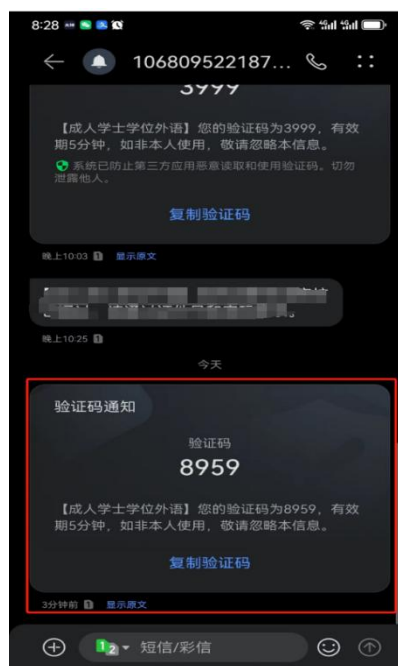 8:28
106809522187...
3999
【成人学士学位外语】您的验证码为3999，有效
期5分钟，如非本人使用，敬请忽略本信息。
系统已防止第三方应用恶意读取和使用验证码。切勿
泄露他人。
复制验证码
晚上10:03 1 显示原文
晚上10:25 1
今天
验证码通知
验证码
8959
【成人学士学位外语】您的验证码为8959，有效
期5分钟，如非本人使用，敬请忽略本信息。
复制验证码
3分钟前 1 显示原文
短信/彩信